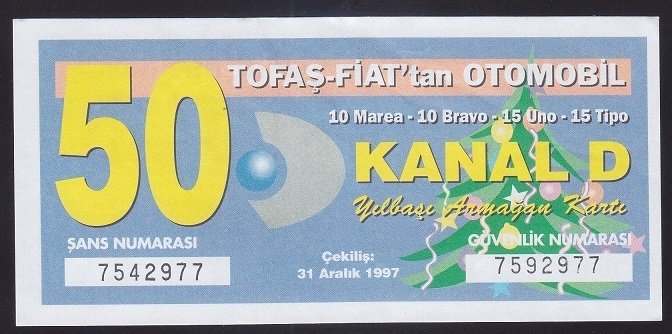 50
TOFAŞ-FİAT'tan OTOMOBİL
10 Marea - 10 Bravo - 15 Uno - 15 Tipo
KANAL D
Yılbaşı Armağan Kartı
ŞANS NUMARASI
7542977
Çekiliş:
31 Aralık 1997
GÜVENLİK NUMARASI
7592977